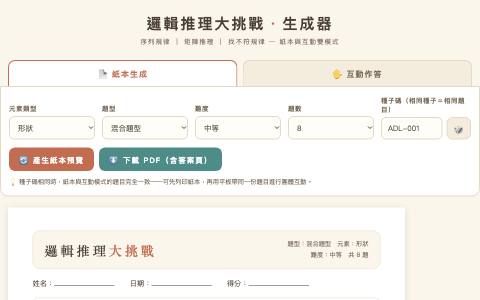 邏輯推理大挑戰 · 生成器
序列規律 | 矩陣推理 | 找不符規律 — 紙本與互動雙模式
紙本生成
互動作答
元素類型
題型
難度
題數
種子碼（相同種子＝相同題目）
形狀
混合題型
中等
8
ADL-001
產生紙本預覽
下載 PDF（含答案頁）
種子碼相同時，紙本與互動模式的題目完全一致——可先列印紙本，再用平板帶同一份題目進行團體互動。
邏輯推理大挑戰
題型：混合題型　元素：形狀
難度：中等　共 8 題
姓名：
日期：
得分：